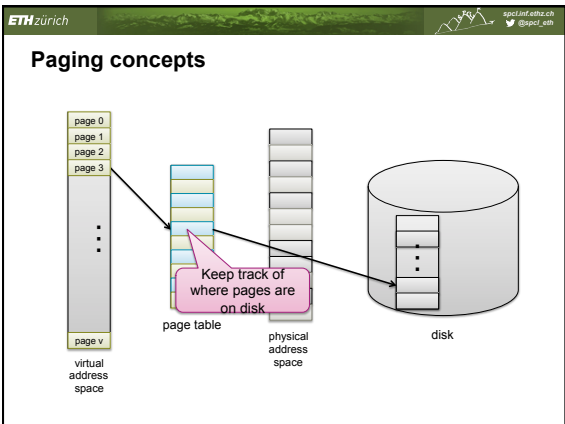 ETH zürich
spcl.inf.ethz.ch
@spcl_eth
Paging concepts
page 0
page 1
page 2
page 3
page v
virtual
address
space
Keep track of
where pages are
on disk
page table
physical
address
space
disk